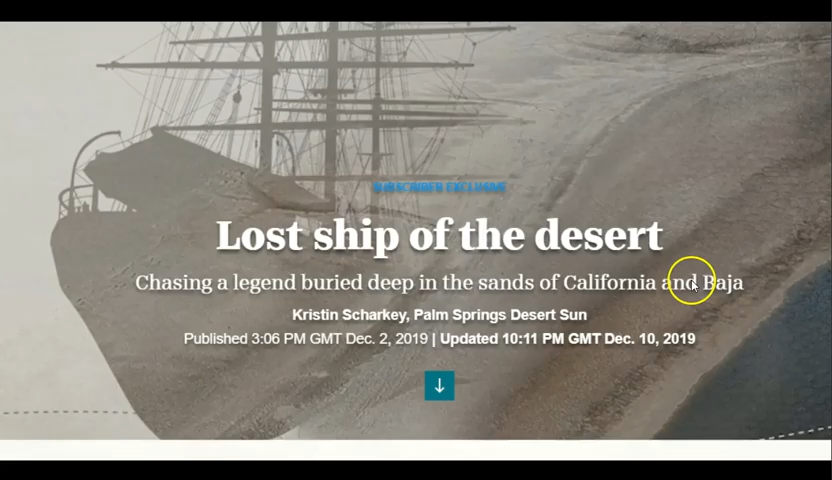 SUBSCRIBER EXCLUSIVE
Lost ship of the desert
Chasing a legend buried deep in the sands of California and Baja
Kristin Scharkey, Palm Springs Desert Sun
Published 3:06 PM GMT Dec. 2, 2019 | Updated 10:11 PM GMT Dec. 10, 2019